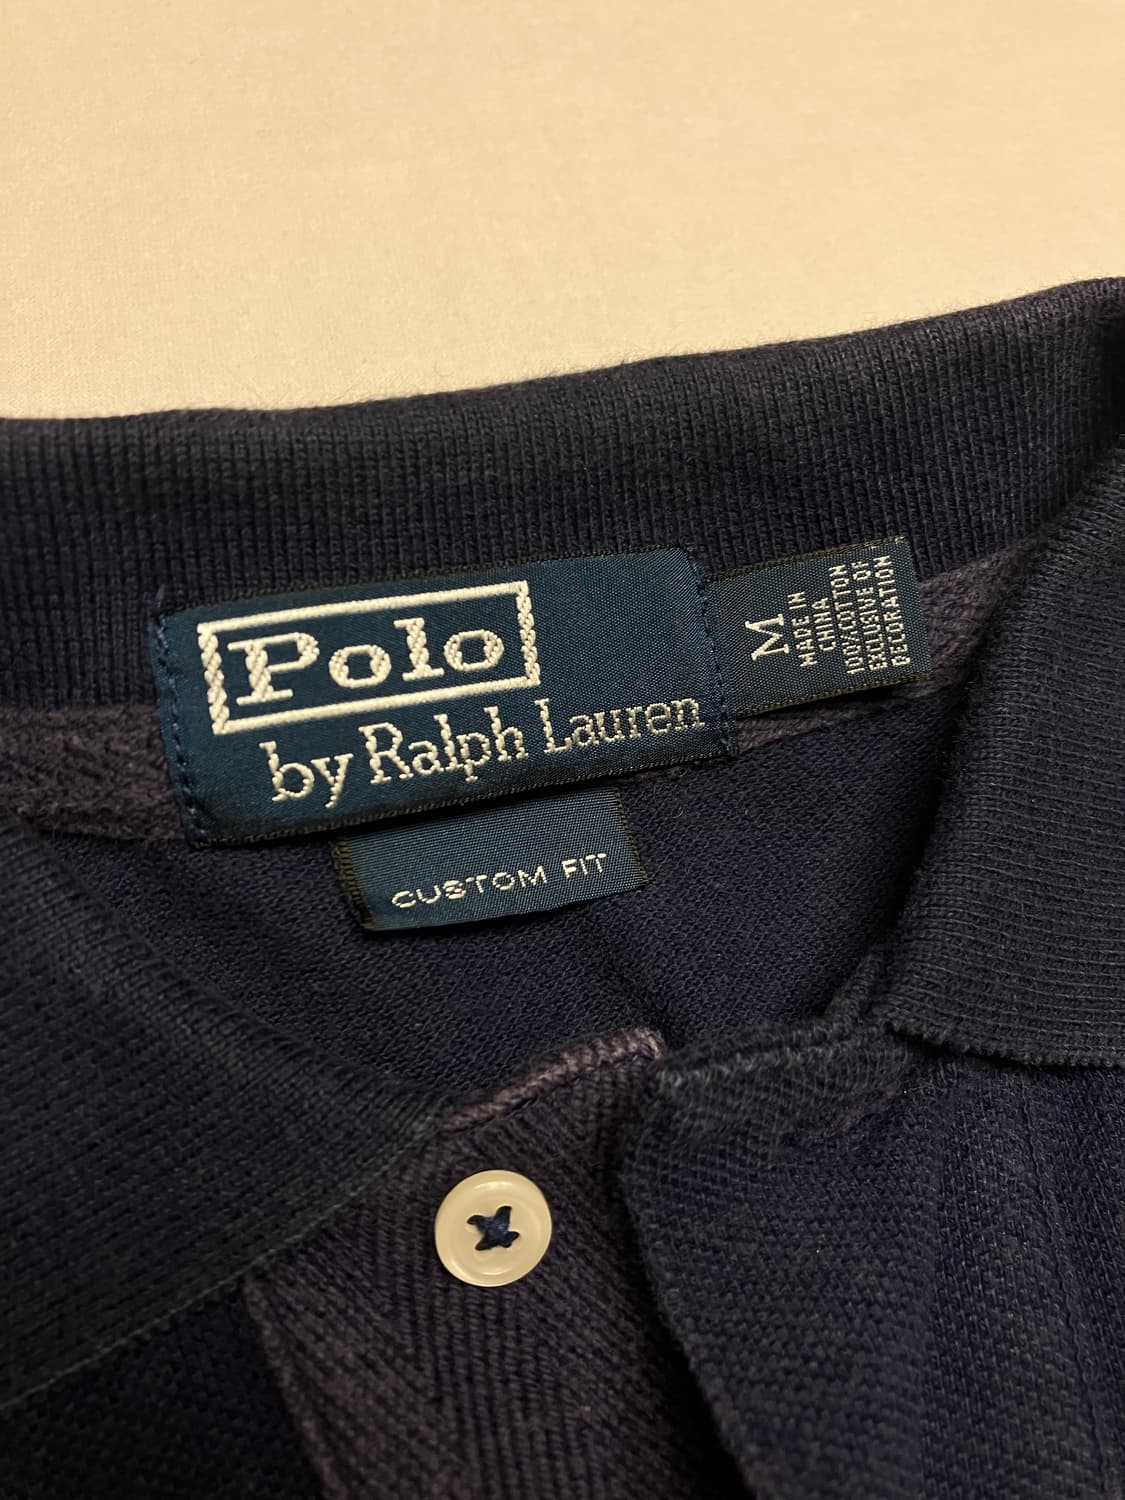 Polo
by Ralph Lauren
M
MADE IN
CHINA
100% COTTON
EXCLUSIVE OF
DECORATION
CUSTOM FIT